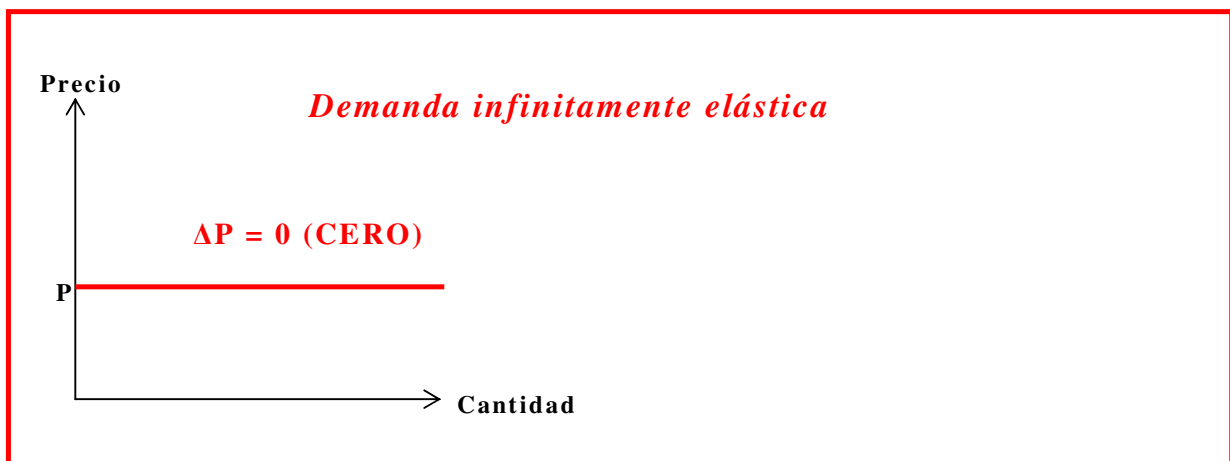 Precio
Demanda infinitamente elástica
ΔP = 0 (CERO)
P
Cantidad